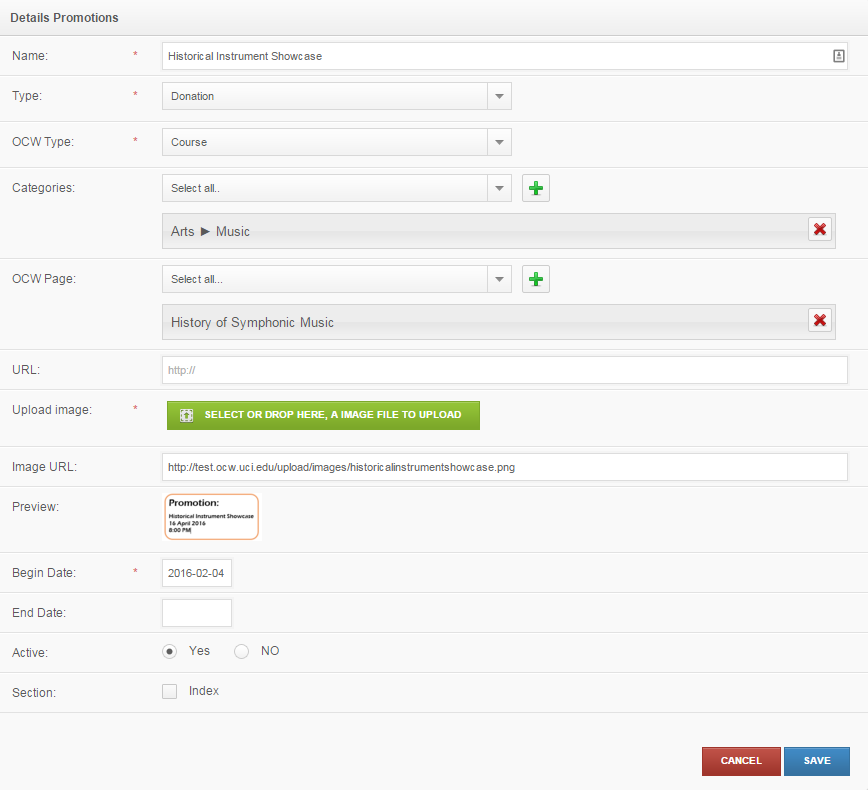 Details Promotions
Name: * Historical Instrument Showcase
Type: * Donation
OCW Type: * Course
Categories: Select all..
Arts ► Music
OCW Page: Select all...
History of Symphonic Music
URL: http://
Upload image: * SELECT OR DROP HERE, A IMAGE FILE TO UPLOAD
Image URL: http://test.ocw.uci.edu/upload/images/historicalinstrumentshowcase.png
Preview: Promotion:
Historical Instrument Showcase
16 April 2016
8:00 PM
Begin Date: * 2016-02-04
End Date:
Active: Yes NO
Section: Index
CANCEL SAVE